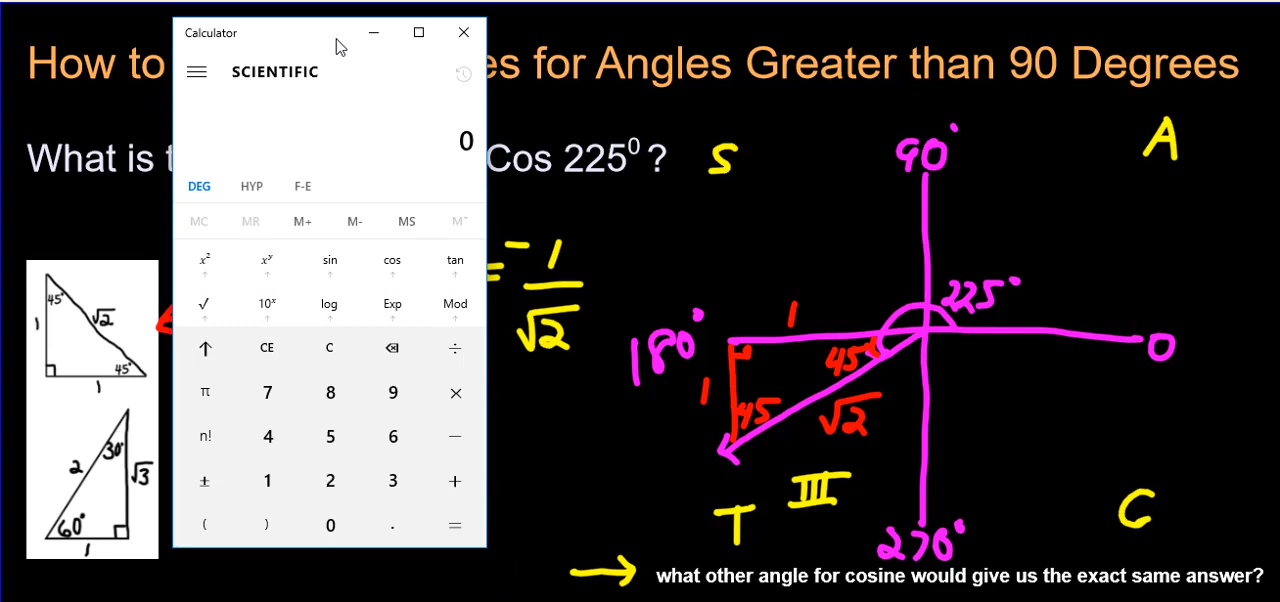 How to
es for Angles Greater than 90 Degrees
What is t
Cos 225⁰ ?
Calculator
SCIENTIFIC
0
DEG HYP F-E
MC MR M+ M- MS M˅
x² xʸ sin cos tan
√ 10ˣ log Exp Mod
↑ CE C ⌫ ÷
π 7 8 9 ×
n! 4 5 6 −
± 1 2 3 +
( ) 0 . =
= -1
√2
45° 1 √2 45° 1
30° 2 √3 60° 1
S
A
T
C
III
90°
225°
180°
0
270°
1
1
45°
45
√2
→ what other angle for cosine would give us the exact same answer?